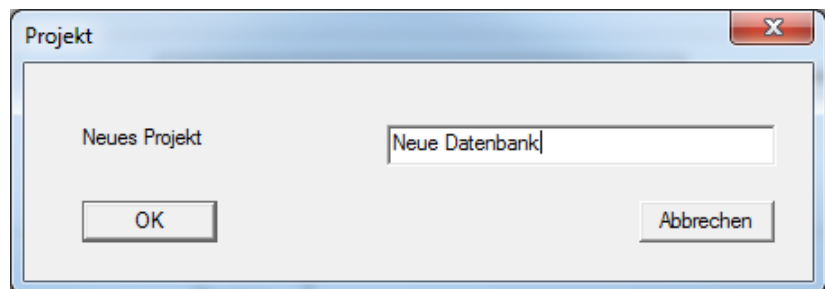 Projekt
Neues Projekt
Neue Datenbank
OK
Abbrechen